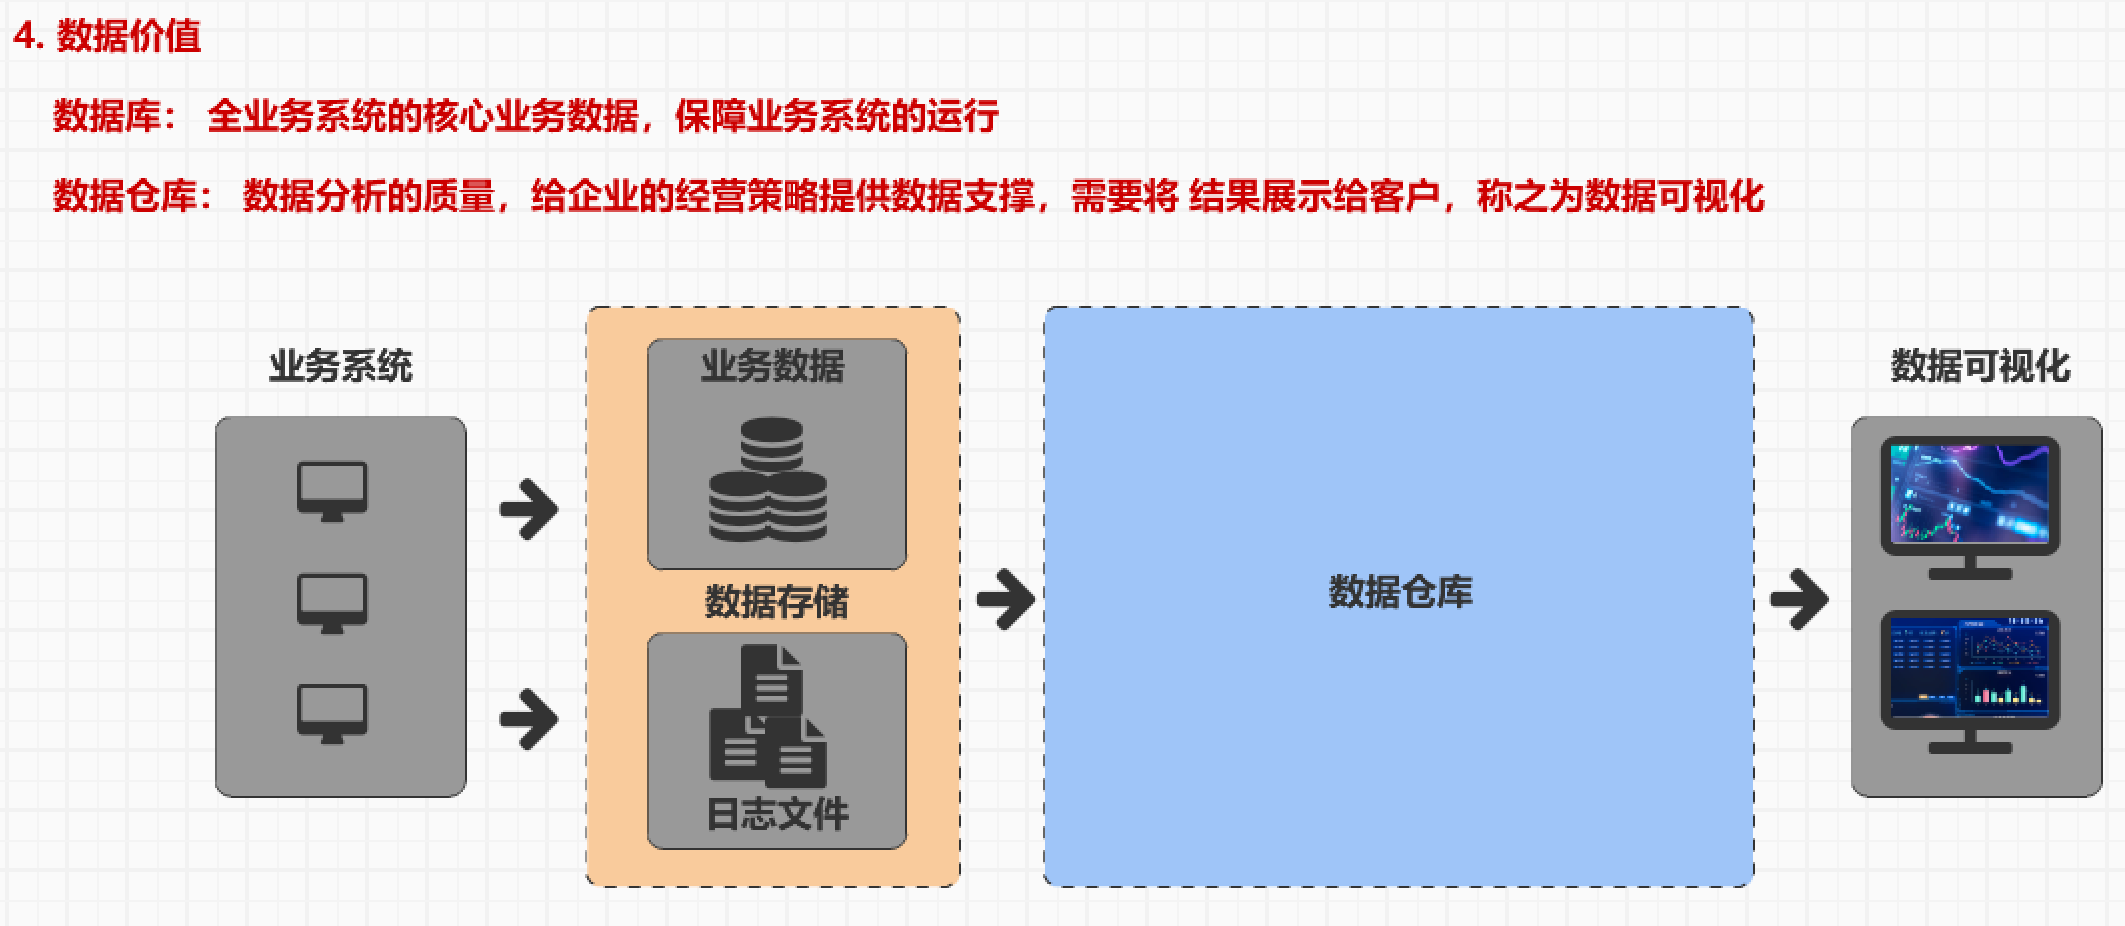 4. 数据价值
数据库： 全业务系统的核心业务数据，保障业务系统的运行
数据仓库： 数据分析的质量，给企业的经营策略提供数据支撑，需要将 结果展示给客户，称之为数据可视化
业务系统
业务数据
数据存储
日志文件
数据仓库
数据可视化